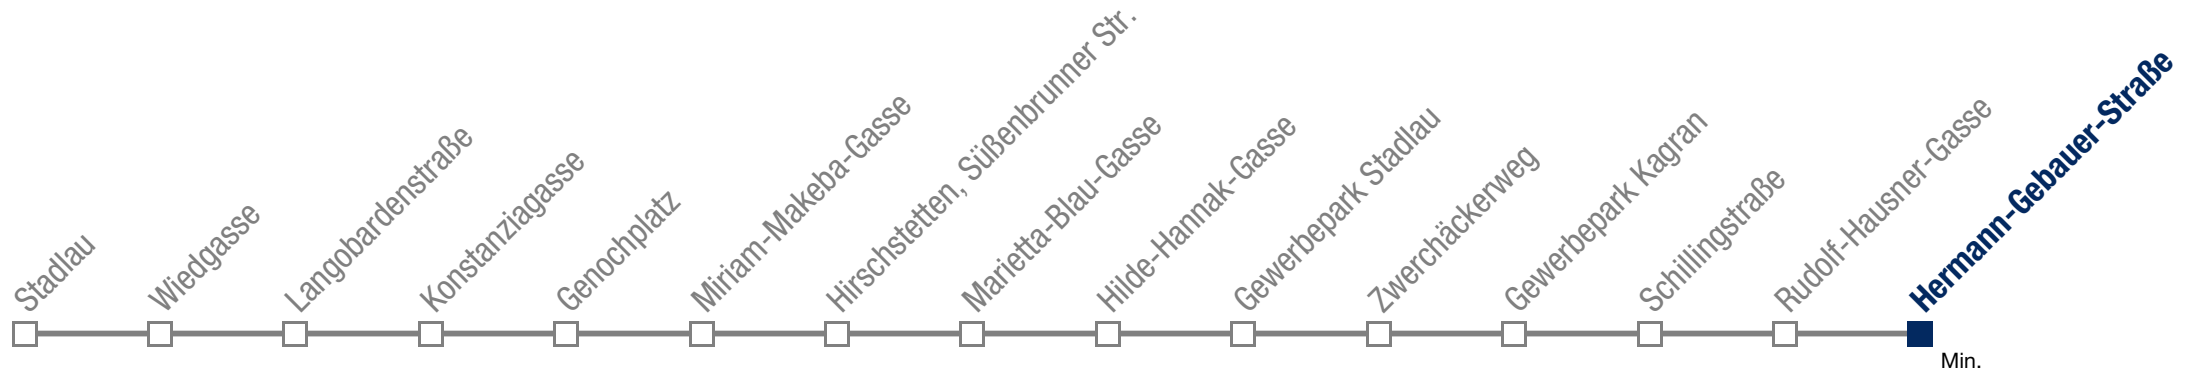 Stadlau
Wiedgasse
Langobardenstraße
Konstanziagasse
Genochplatz
Miriam-Makeba-Gasse
Hirschstetten, Süßenbrunner Str.
Marietta-Blau-Gasse
Hilde-Hannak-Gasse
Gewerbepark Stadlau
Zwerchäckerweg
Gewerbepark Kagran
Schillingstraße
Rudolf-Hausner-Gasse
Hermann-Gebauer-Straße
Min.